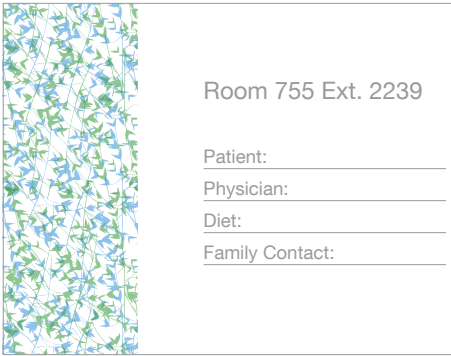 Room 755 Ext. 2239
Patient:
Physician:
Diet:
Family Contact: